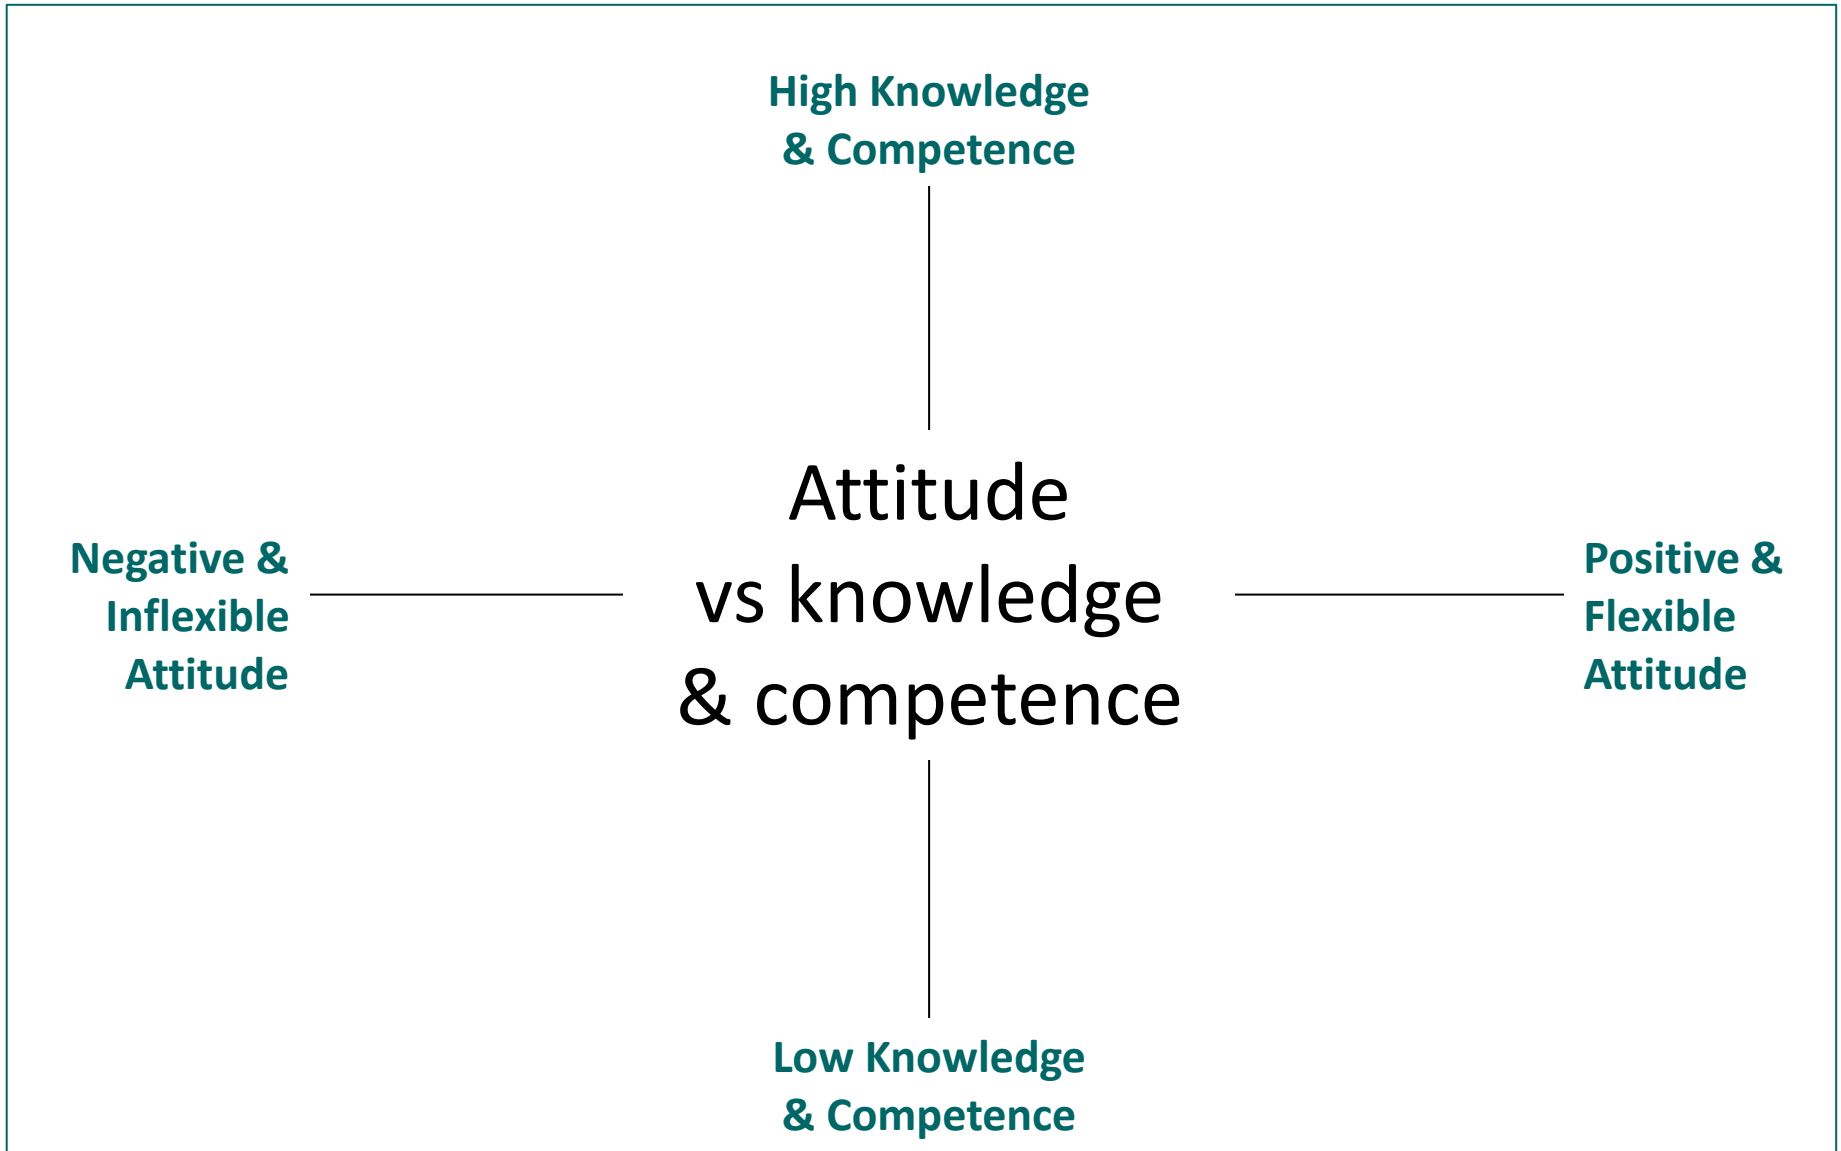 High Knowledge
& Competence
Attitude
vs knowledge
& competence
Negative &
Inflexible
Attitude
Positive &
Flexible
Attitude
Low Knowledge
& Competence